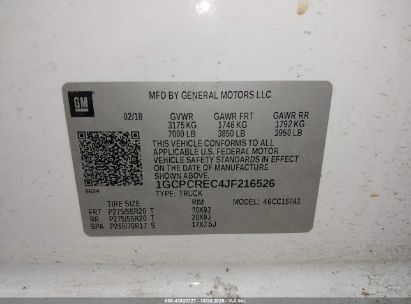 GM
MFD BY GENERAL MOTORS LLC
02/18 GVWR GAWR FRT GAWR RR
3175 KG 1746 KG 1792 KG
7000 LB 3850 LB 3950 LB
THIS VEHICLE CONFORMS TO ALL APPLICABLE U.S. FEDERAL MOTOR
VEHICLE SAFETY STANDARDS IN EFFECT
ON THE DATE OF MANUFACTURE SHOWN ABOVE.
1GCPCREC4JF216526
TYPE: TRUCK
9624
TIRE SIZE RIM MODEL: 46CC15743
FRT P275/55R20 T 20X9J
RR P275/55R20 T 20X9J
SPA P265/70R17 S 17X7.5J